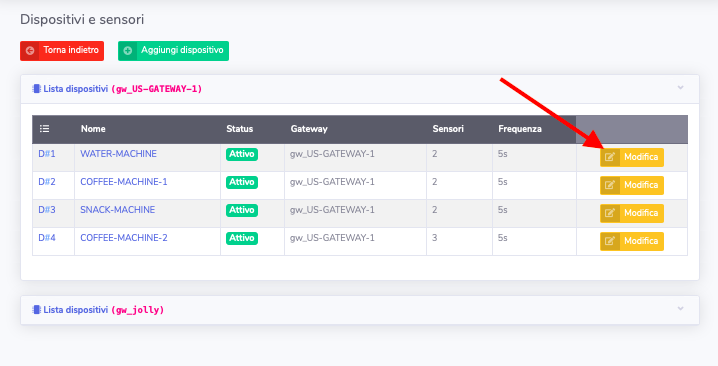 Dispositivi e sensori
Torna indietro Aggiungi dispositivo
Lista dispositivi (gw_US-GATEWAY-1)
Nome Status Gateway Sensori Frequenza
D#1 WATER-MACHINE Attivo gw_US-GATEWAY-1 2 5s Modifica
D#2 COFFEE-MACHINE-1 Attivo gw_US-GATEWAY-1 2 5s Modifica
D#3 SNACK-MACHINE Attivo gw_US-GATEWAY-1 2 5s Modifica
D#4 COFFEE-MACHINE-2 Attivo gw_US-GATEWAY-1 3 5s Modifica
Lista dispositivi (gw_jolly)